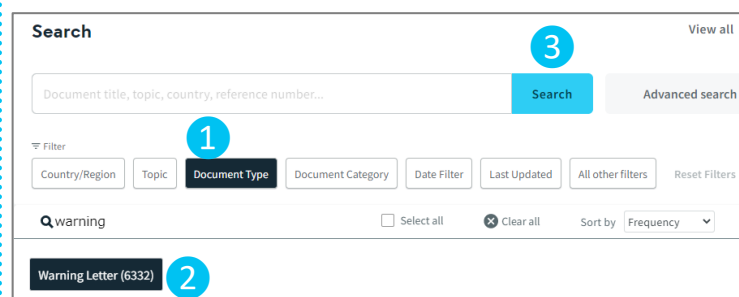 Search
View all
3
Document title, topic, country, reference number...
Search
Advanced search
1
Filter
Country/Region
Topic
Document Type
Document Category
Date Filter
Last Updated
All other filters
Reset Filters
warning
Select all
Clear all
Sort by
Frequency
Warning Letter (6332)
2